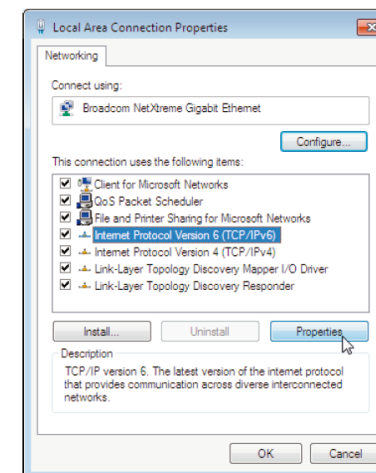 Local Area Connection Properties
Networking
Connect using:
Broadcom NetXtreme Gigabit Ethernet
Configure...
This connection uses the following items:
Client for Microsoft Networks
QoS Packet Scheduler
File and Printer Sharing for Microsoft Networks
Internet Protocol Version 6 (TCP/IPv6)
Internet Protocol Version 4 (TCP/IPv4)
Link-Layer Topology Discovery Mapper I/O Driver
Link-Layer Topology Discovery Responder
Install... Uninstall Properties
Description
TCP/IP version 6. The latest version of the internet protocol
that provides communication across diverse interconnected
networks.
OK Cancel